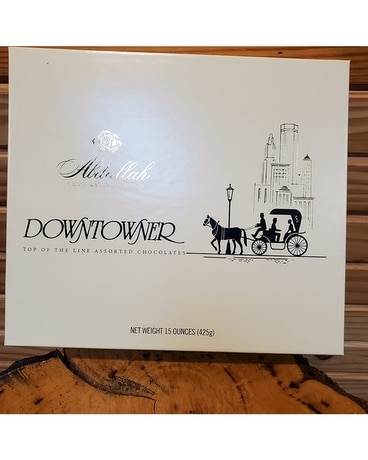 Abdallah
DOWNTOWNER
TOP OF THE LINE ASSORTED CHOCOLATES
NET WEIGHT 15 OUNCES (425g)